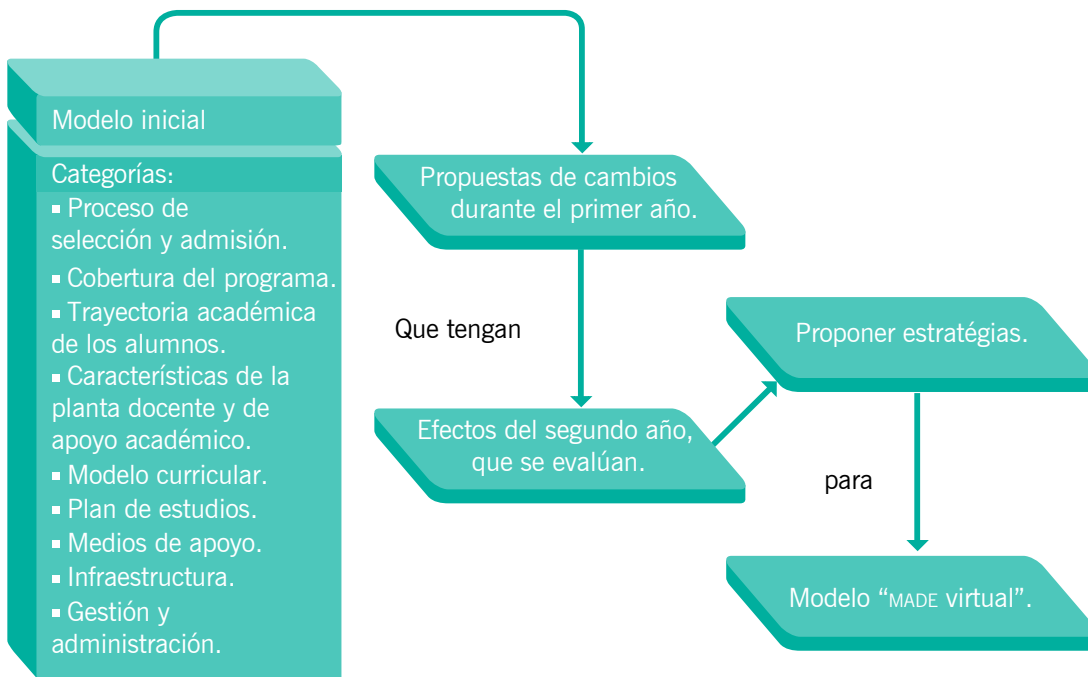 Modelo inicial
Categorías:
▪ Proceso de
selección y admisión.
▪ Cobertura del programa.
▪ Trayectoria académica
de los alumnos.
▪ Características de la
planta docente y de
apoyo académico.
▪ Modelo curricular.
▪ Plan de estudios.
▪ Medios de apoyo.
▪ Infraestructura.
▪ Gestión y
administración.
Propuestas de cambios
durante el primer año.
Que tengan
Efectos del segundo año,
que se evalúan.
Proponer estratégias.
para
Modelo “MADE virtual”.